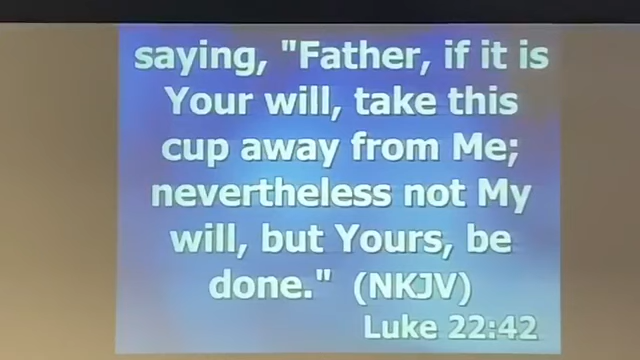 saying, "Father, if it is
Your will, take this
cup away from Me;
nevertheless not My
will, but Yours, be
done." (NKJV)
Luke 22:42